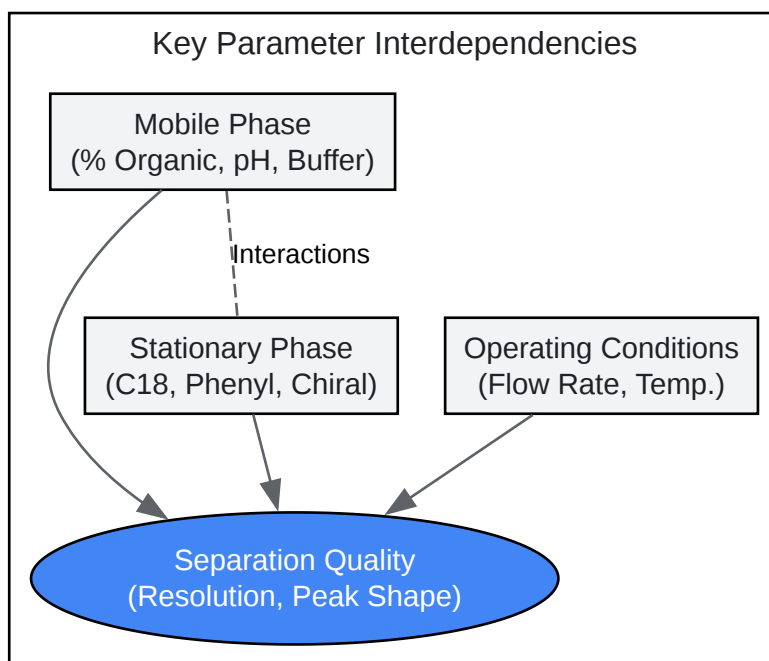 Key Parameter Interdependencies
Mobile Phase
(% Organic, pH, Buffer)
Interactions
Stationary Phase
(C18, Phenyl, Chiral)
Operating Conditions
(Flow Rate, Temp.)
Separation Quality
(Resolution, Peak Shape)